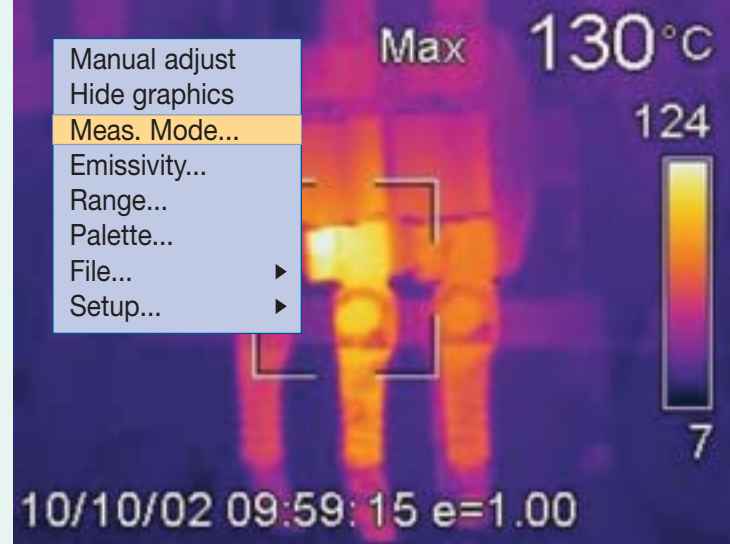 Max 130°C
Manual adjust
Hide graphics
Meas. Mode...
Emissivity...
Range...
Palette...
File...
Setup...
124
7
10/10/02 09:59:15 e=1.00